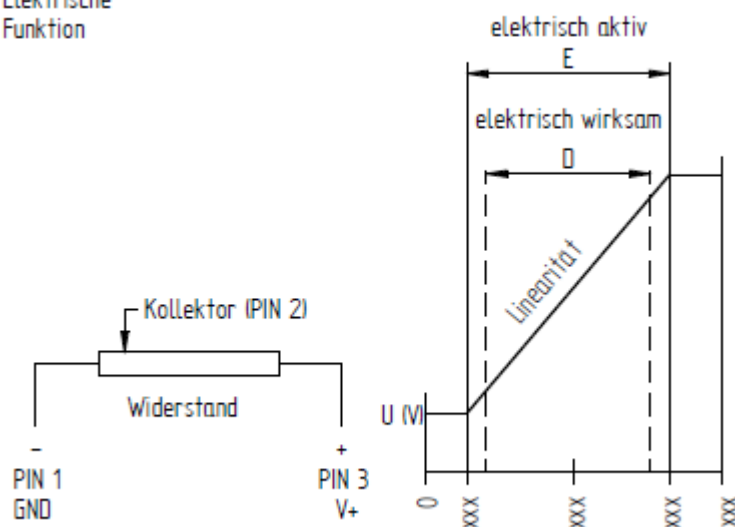 Elektrische
Funktion
elektrisch aktiv
E
elektrisch wirksam
D
Linearität
Kollektor (PIN 2)
Widerstand
U (V)
-
+
PIN 1
PIN 3
GND
V+
0
xxx
xxx
xxx
xxx